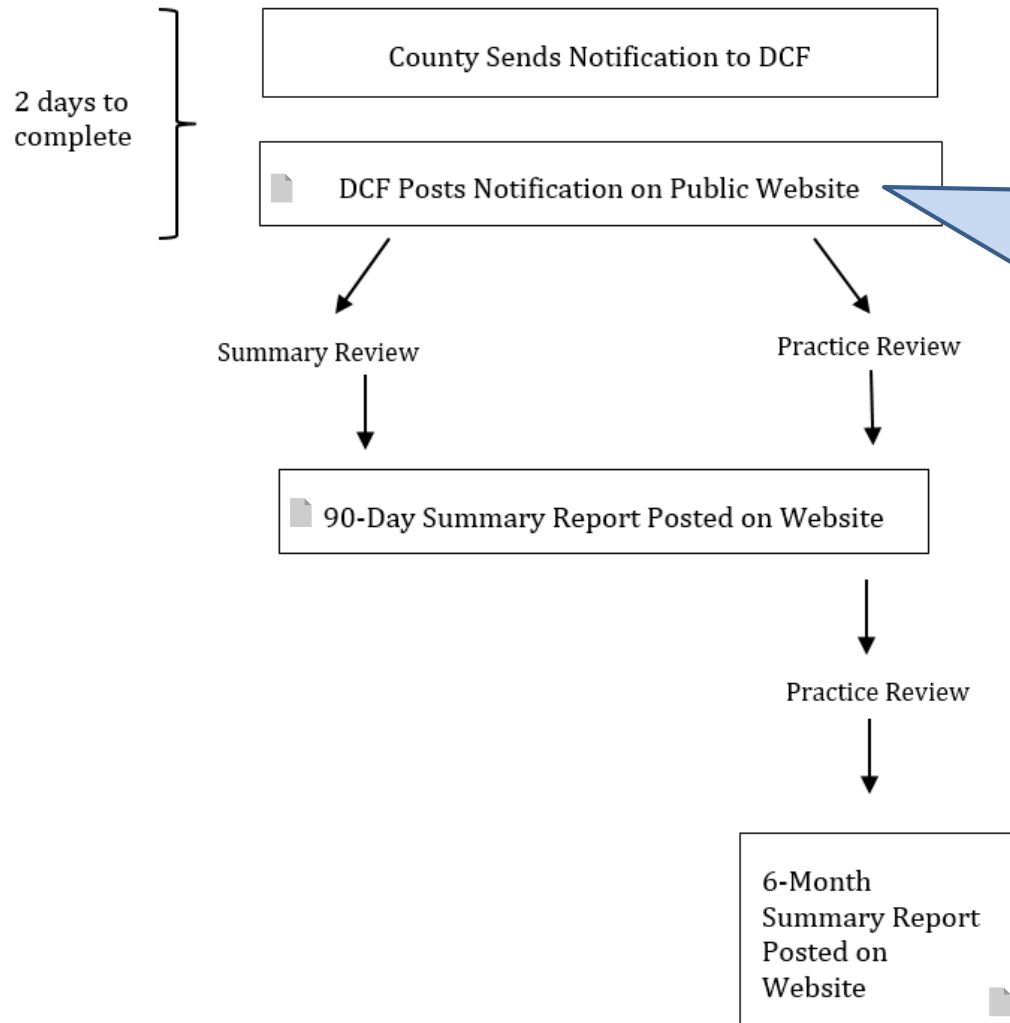 County Sends Notification to DCF
2 days to
complete
DCF Posts Notification on Public Website
Summary Review
Practice Review
90-Day Summary Report Posted on Website
Practice Review
6-Month
Summary Report
Posted on
Website